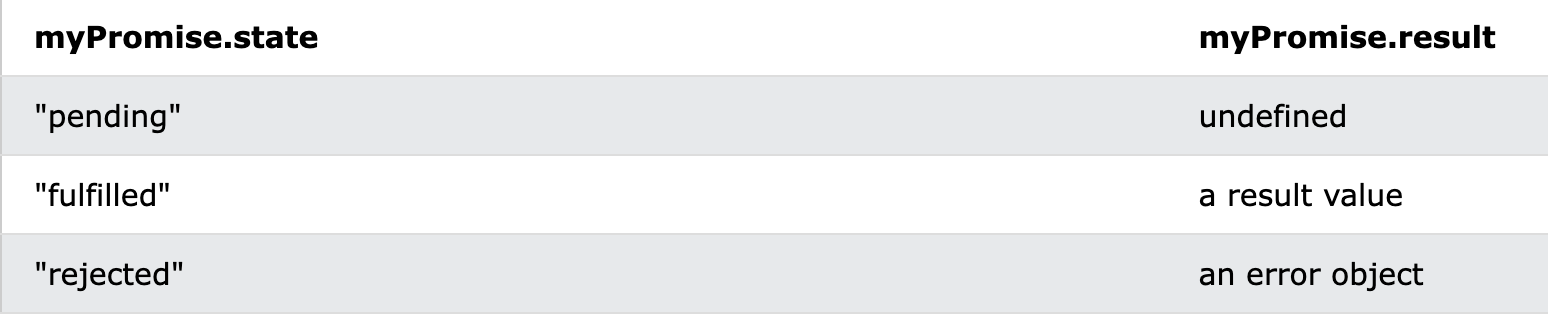 myPromise.state myPromise.result
"pending" undefined
"fulfilled" a result value
"rejected" an error object